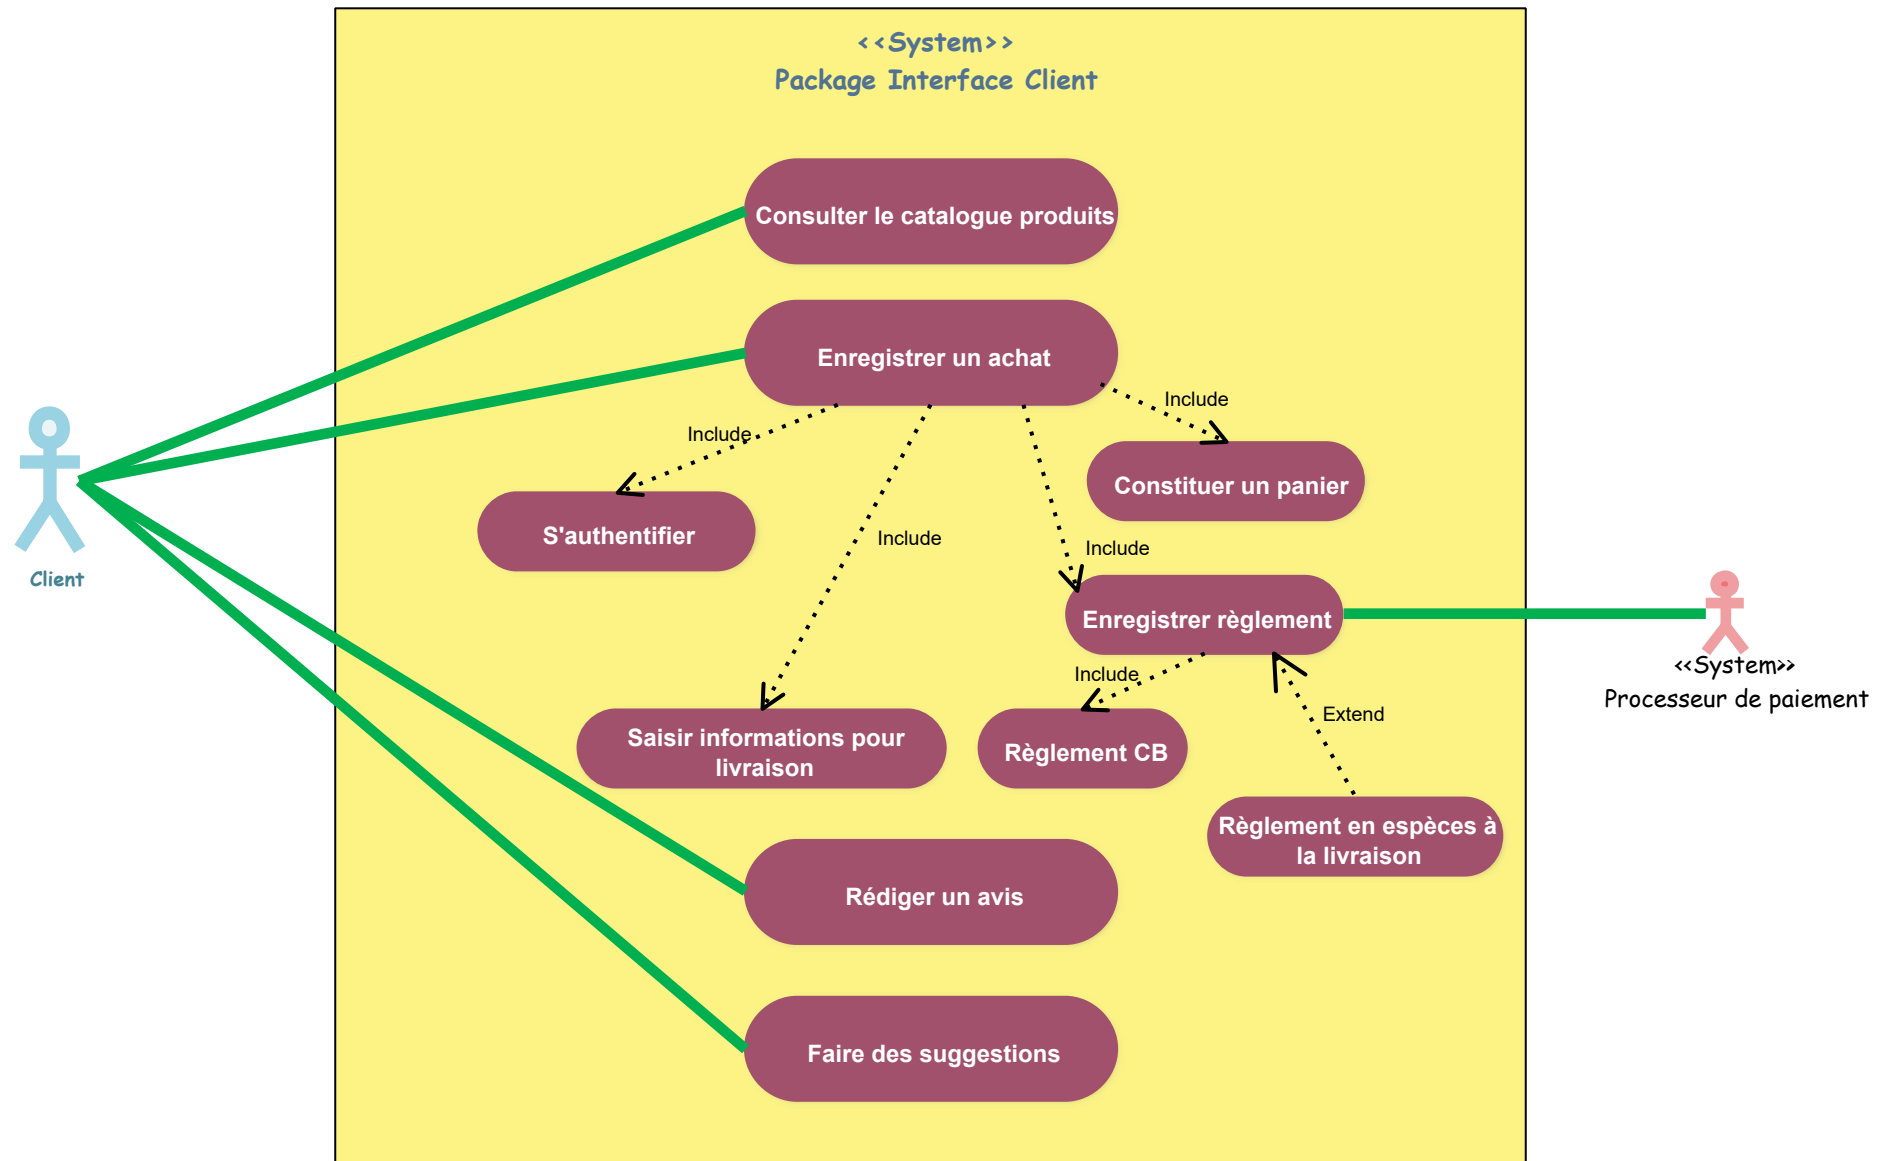 <<System>>
Package Interface Client
Consulter le catalogue produits
Enregistrer un achat
Include
Include
S'authentifier
Constituer un panier
Include
Include
Client
Enregistrer règlement
<<System>>
Processeur de paiement
Include
Extend
Saisir informations pour
livraison
Règlement CB
Règlement en espèces à
la livraison
Rédiger un avis
Faire des suggestions